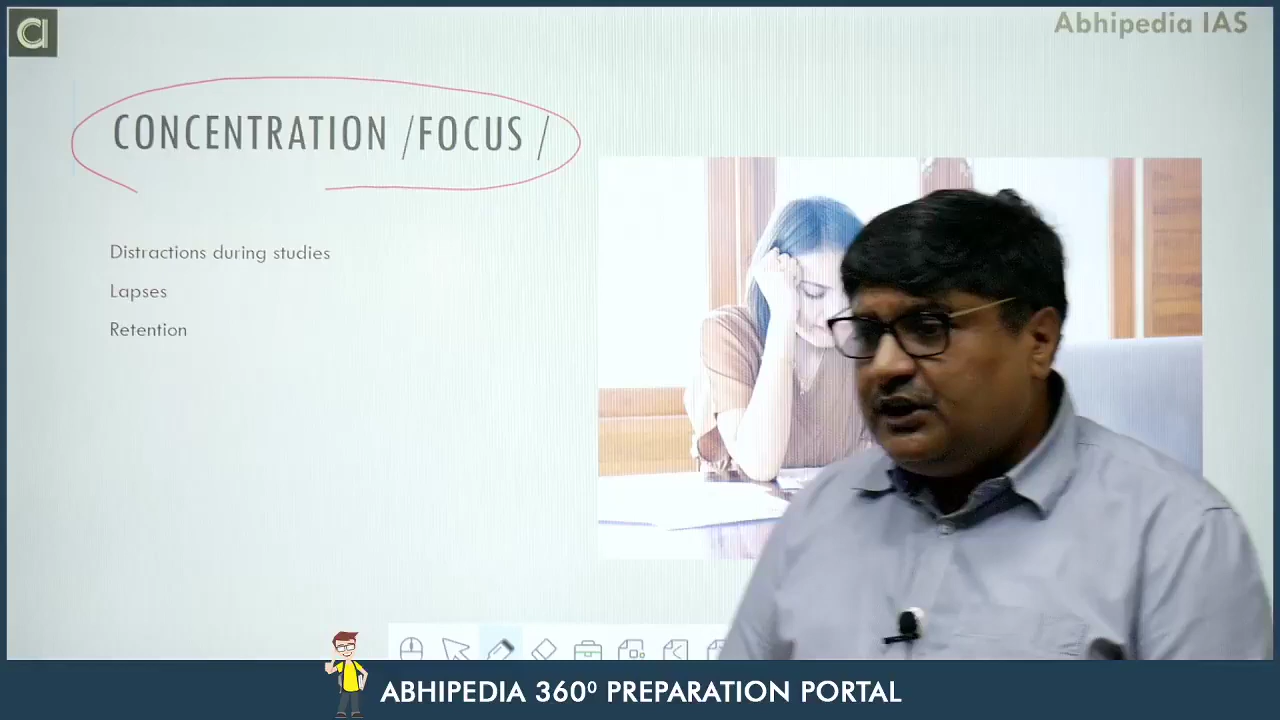 Abhipedia IAS
CONCENTRATION /FOCUS /
Distractions during studies
Lapses
Retention
ABHIPEDIA 360⁰ PREPARATION PORTAL